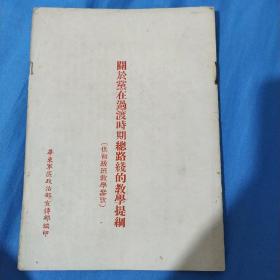 關於黨在過渡時期總路綫的教學提綱
(供初級班教學參攷)
華東軍區政治部宣傳部編印